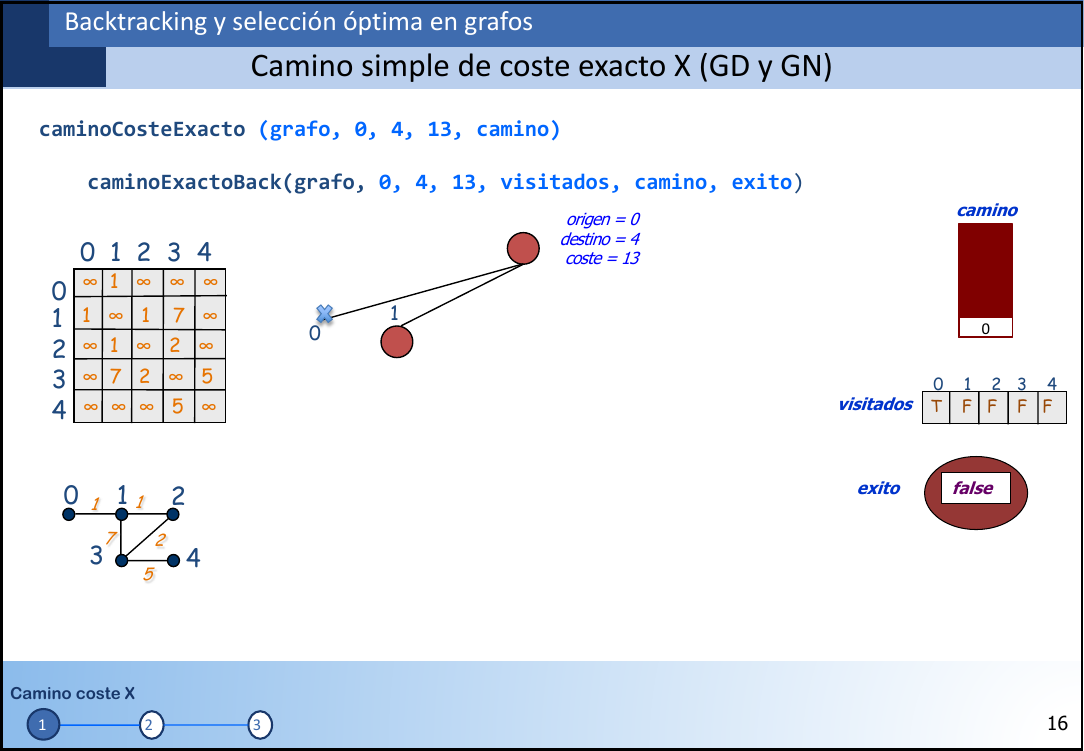 Backtracking y selección óptima en grafos
Camino simple de coste exacto X (GD y GN)
caminoCosteExacto (grafo, 0, 4, 13, camino)
caminoExactoBack(grafo, 0, 4, 13, visitados, camino, exito)
origen = 0
destino = 4
coste = 13
camino
0
0 1 2 3 4
0 ∞ 1 ∞ ∞ ∞
1 1 ∞ 1 7 ∞
2 ∞ 1 ∞ 2 ∞
3 ∞ 7 2 ∞ 5
4 ∞ ∞ ∞ 5 ∞
0
1
0 1 2 3 4
visitados T F F F F
exito false
0 1 1 1 2
7 2
3 4
5
Camino coste X
1 2 3
16